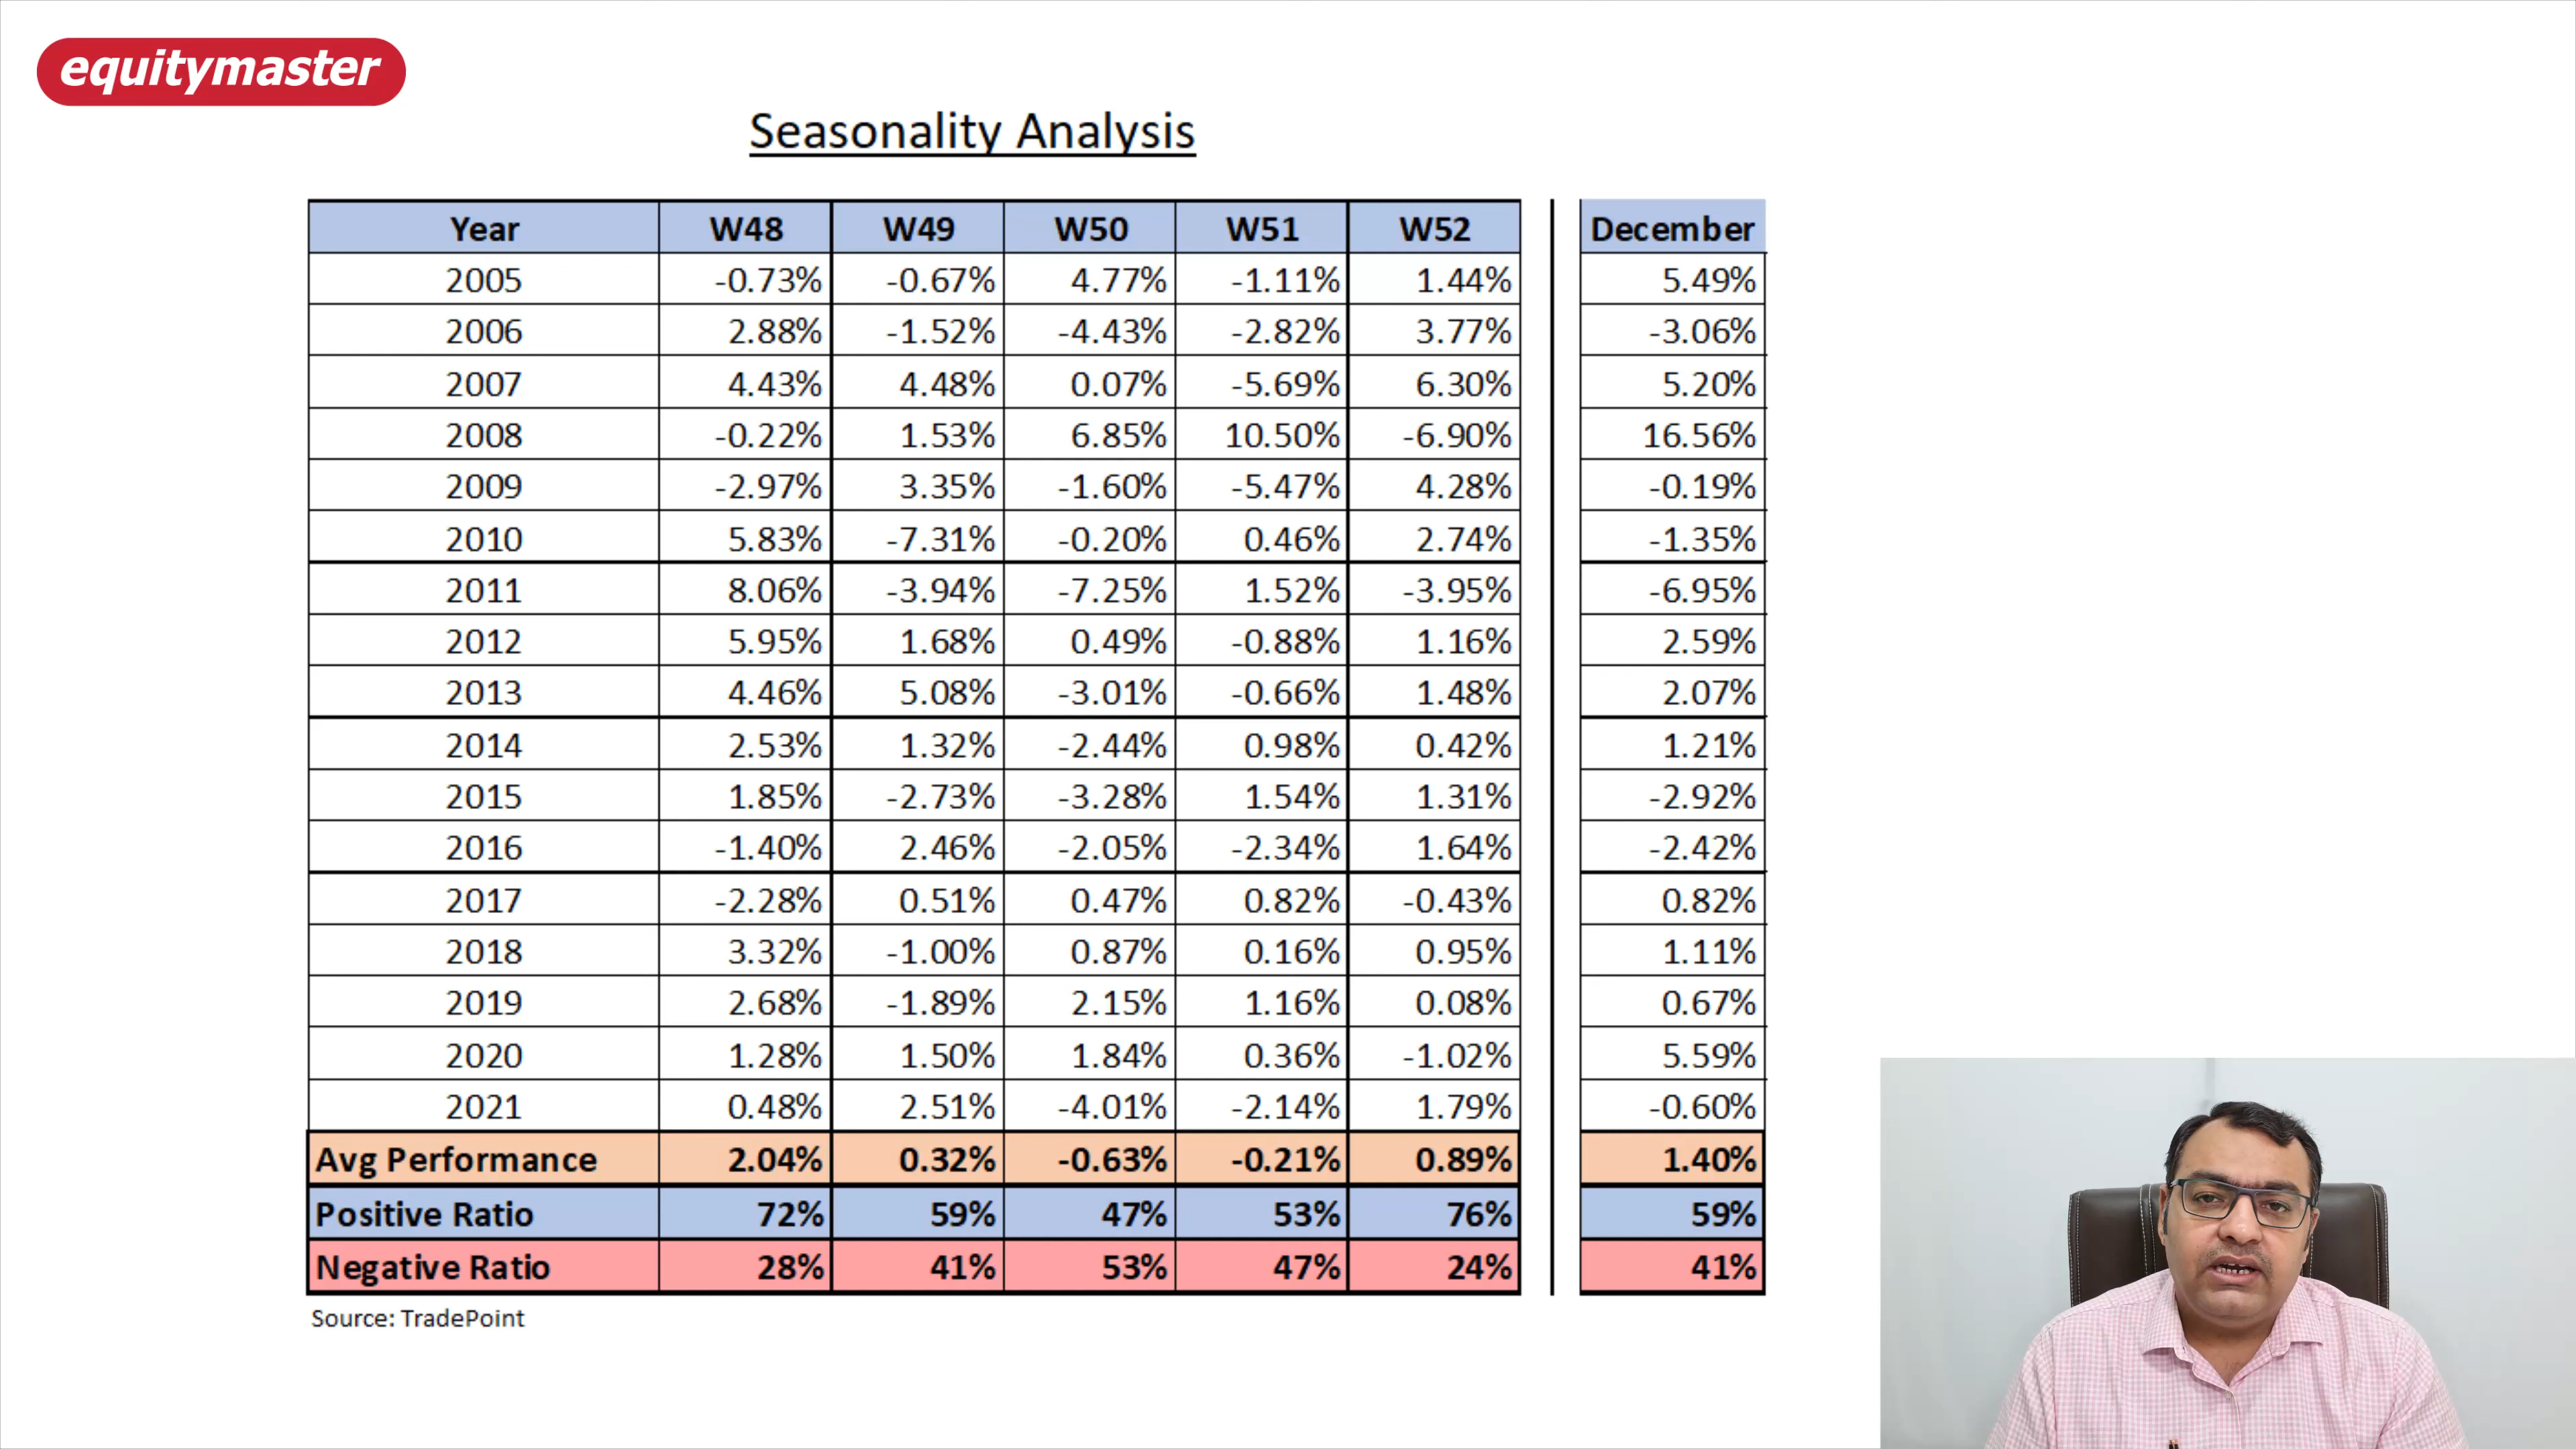 equitymaster
Seasonality Analysis
Year W48 W49 W50 W51 W52 December
2005 -0.73% -0.67% 4.77% -1.11% 1.44% 5.49%
2006 2.88% -1.52% -4.43% -2.82% 3.77% -3.06%
2007 4.43% 4.48% 0.07% -5.69% 6.30% 5.20%
2008 -0.22% 1.53% 6.85% 10.50% -6.90% 16.56%
2009 -2.97% 3.35% -1.60% -5.47% 4.28% -0.19%
2010 5.83% -7.31% -0.20% 0.46% 2.74% -1.35%
2011 8.06% -3.94% -7.25% 1.52% -3.95% -6.95%
2012 5.95% 1.68% 0.49% -0.88% 1.16% 2.59%
2013 4.46% 5.08% -3.01% -0.66% 1.48% 2.07%
2014 2.53% 1.32% -2.44% 0.98% 0.42% 1.21%
2015 1.85% -2.73% -3.28% 1.54% 1.31% -2.92%
2016 -1.40% 2.46% -2.05% -2.34% 1.64% -2.42%
2017 -2.28% 0.51% 0.47% 0.82% -0.43% 0.82%
2018 3.32% -1.00% 0.87% 0.16% 0.95% 1.11%
2019 2.68% -1.89% 2.15% 1.16% 0.08% 0.67%
2020 1.28% 1.50% 1.84% 0.36% -1.02% 5.59%
2021 0.48% 2.51% -4.01% -2.14% 1.79% -0.60%
Avg Performance 2.04% 0.32% -0.63% -0.21% 0.89% 1.40%
Positive Ratio 72% 59% 47% 53% 76% 59%
Negative Ratio 28% 41% 53% 47% 24% 41%
Source: TradePoint